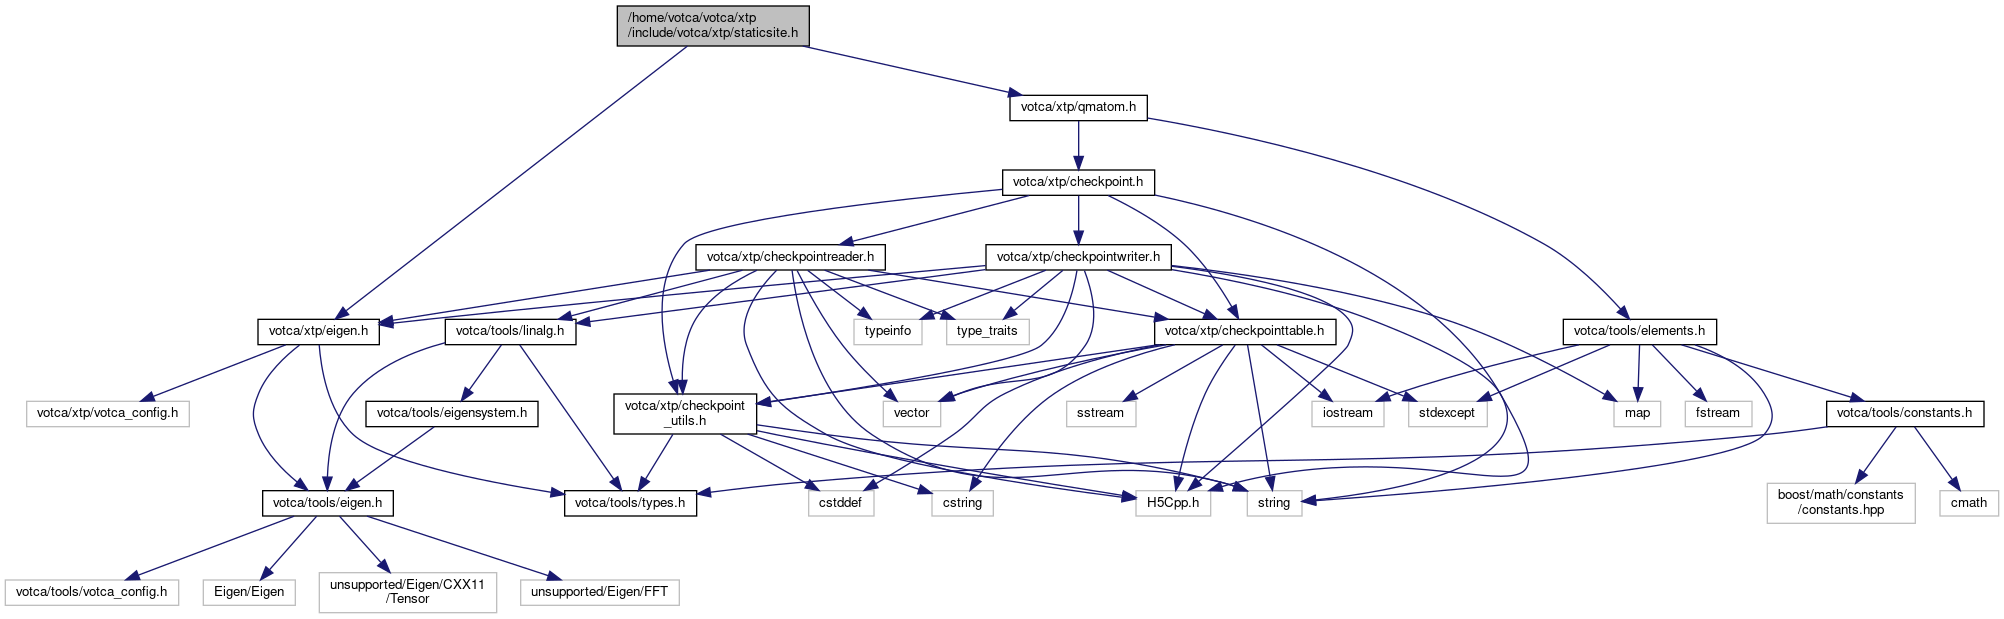 /home/votca/votca/xtp
/include/votca/xtp/staticsite.h
votca/xtp/qmatom.h
votca/xtp/checkpoint.h
votca/xtp/checkpointreader.h
votca/xtp/checkpointwriter.h
votca/xtp/eigen.h
votca/tools/linalg.h
typeinfo
type_traits
votca/xtp/checkpointtable.h
votca/tools/elements.h
votca/xtp/votca_config.h
votca/tools/eigensystem.h
votca/xtp/checkpoint
_utils.h
vector
sstream
iostream
stdexcept
map
fstream
votca/tools/constants.h
votca/tools/eigen.h
votca/tools/types.h
cstddef
cstring
H5Cpp.h
string
boost/math/constants
/constants.hpp
cmath
votca/tools/votca_config.h
Eigen/Eigen
unsupported/Eigen/CXX11
/Tensor
unsupported/Eigen/FFT